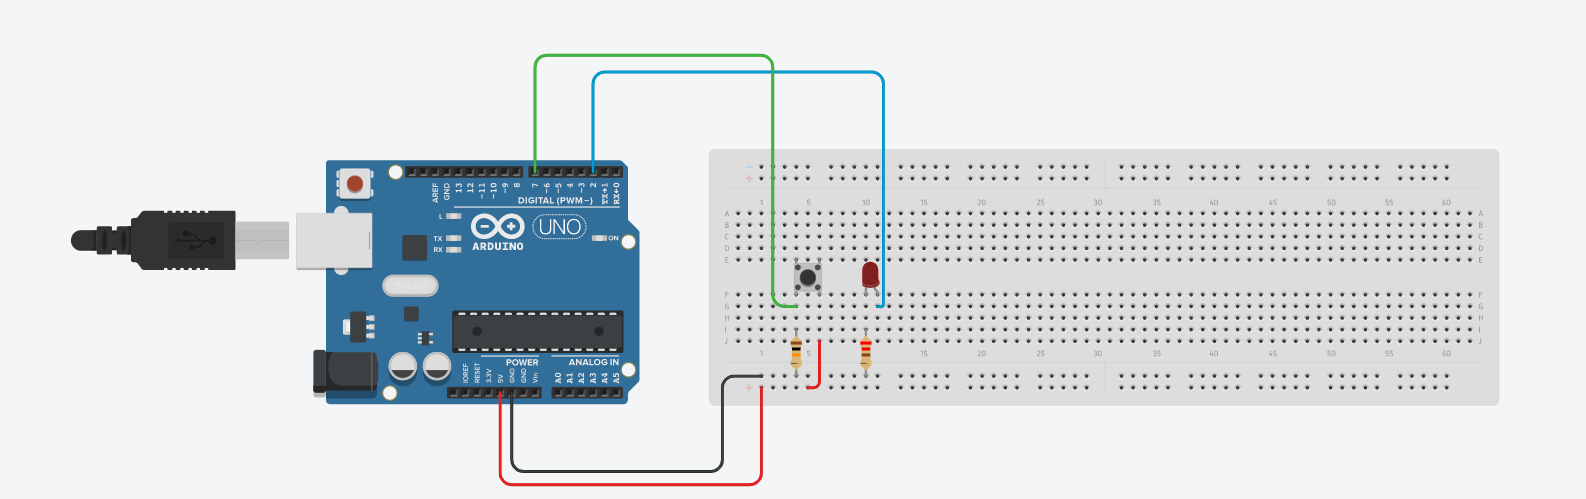 AREF
GND
13
12
~11
~10
~9
8
7
~6
~5
4
~3
2
TX→1
RX←0
DIGITAL (PWM~)
L
TX
RX
ARDUINO
UNO
ON
POWER
ANALOG IN
IOREF
RESET
3.3V
5V
GND
GND
Vin
A0
A1
A2
A3
A4
A5
- 
+
1 5 10 15 20 25 30 35 40 45 50 55 60
A A
B B
C C
D D
E E
F F
G G
H H
I I
J J
1 5 10 15 20 25 30 35 40 45 50 55 60
+